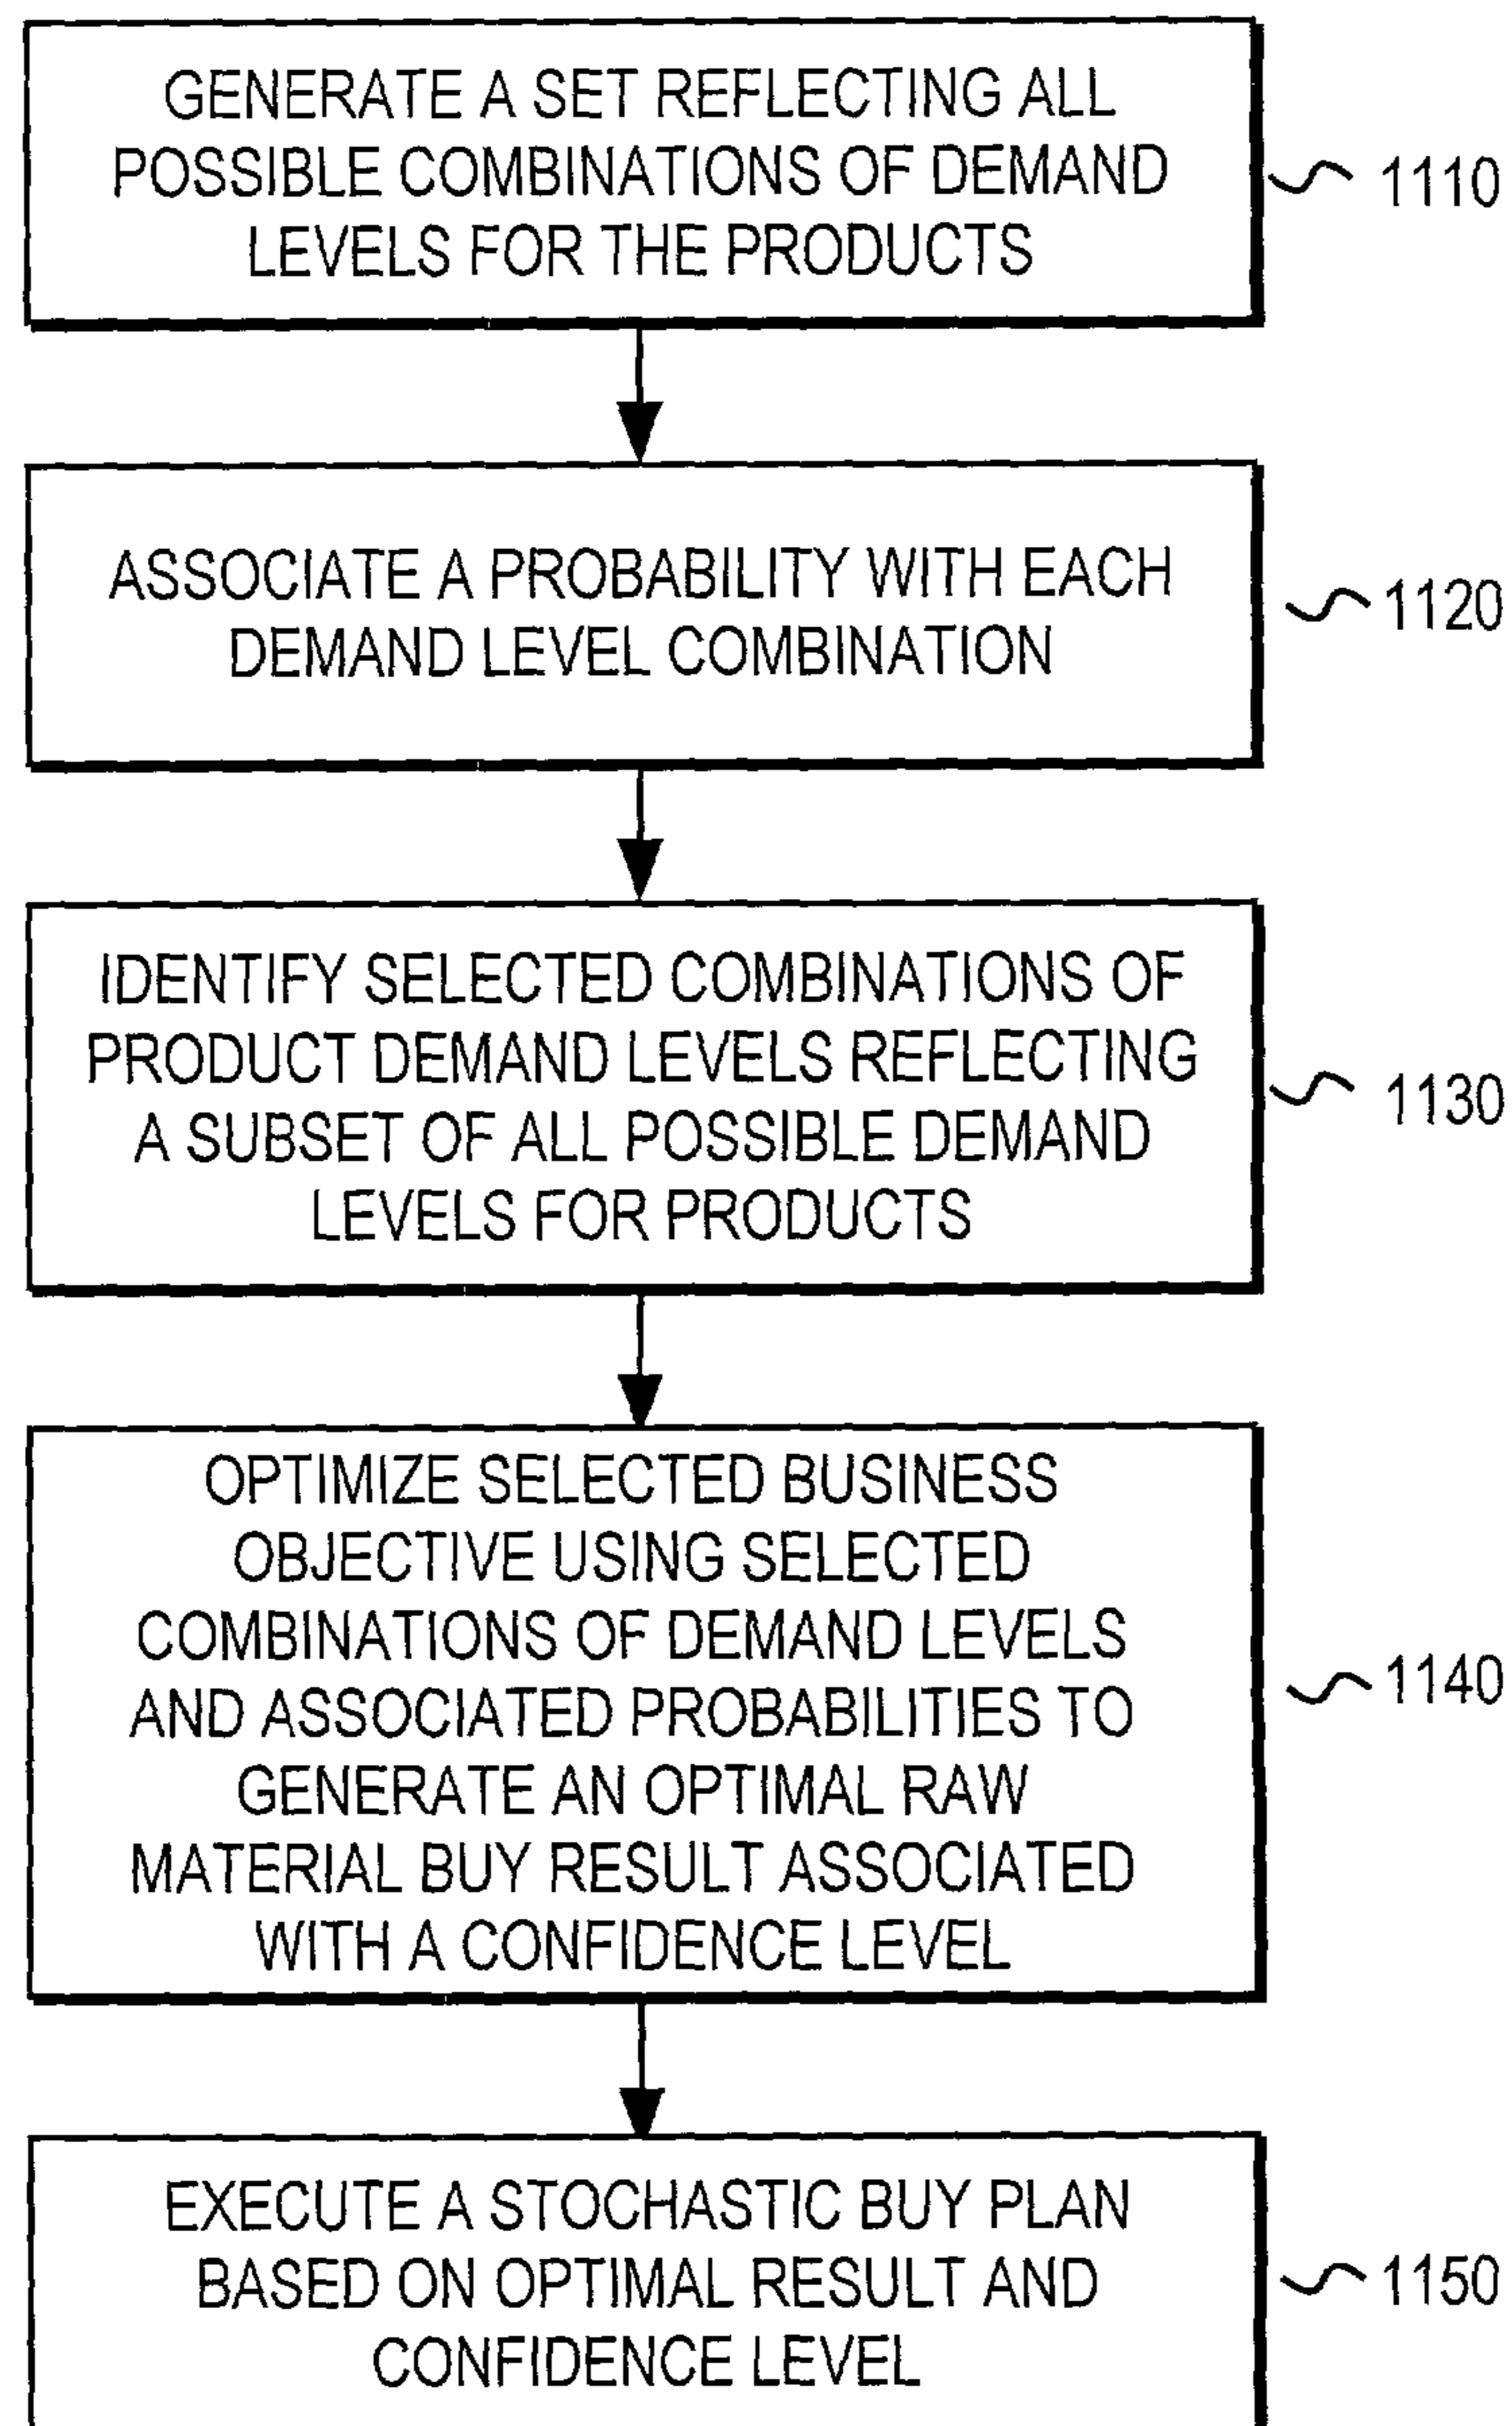 GENERATE A SET REFLECTING ALL
POSSIBLE COMBINATIONS OF DEMAND
LEVELS FOR THE PRODUCTS
1110
ASSOCIATE A PROBABILITY WITH EACH
DEMAND LEVEL COMBINATION
1120
IDENTIFY SELECTED COMBINATIONS OF
PRODUCT DEMAND LEVELS REFLECTING
A SUBSET OF ALL POSSIBLE DEMAND
LEVELS FOR PRODUCTS
1130
OPTIMIZE SELECTED BUSINESS
OBJECTIVE USING SELECTED
COMBINATIONS OF DEMAND LEVELS
AND ASSOCIATED PROBABILITIES TO
GENERATE AN OPTIMAL RAW
MATERIAL BUY RESULT ASSOCIATED
WITH A CONFIDENCE LEVEL
1140
EXECUTE A STOCHASTIC BUY PLAN
BASED ON OPTIMAL RESULT AND
CONFIDENCE LEVEL
1150